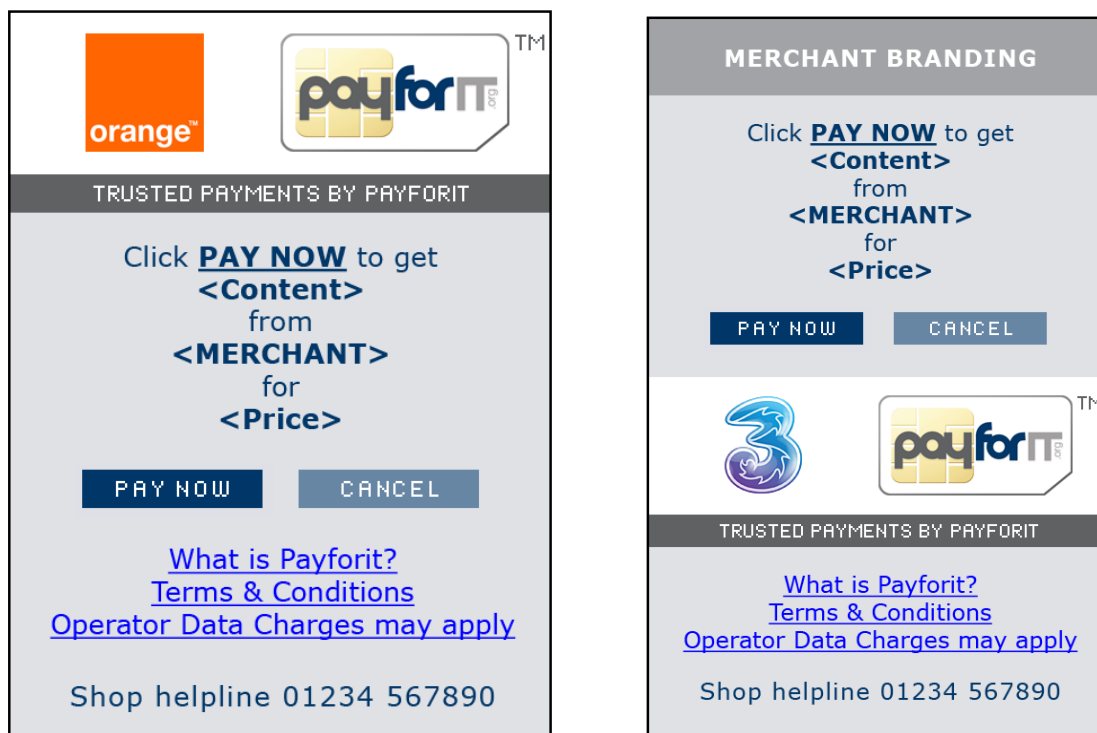 orange™
payforIT.org
TM
TRUSTED PAYMENTS BY PAYFORIT
Click PAY NOW to get
<Content>
from
<MERCHANT>
for
<Price>
PAY NOW
CANCEL
What is Payforit?
Terms & Conditions
Operator Data Charges may apply
Shop helpline 01234 567890
MERCHANT BRANDING
Click PAY NOW to get
<Content>
from
<MERCHANT>
for
<Price>
PAY NOW
CANCEL
3
payforIT.org
TM
TRUSTED PAYMENTS BY PAYFORIT
What is Payforit?
Terms & Conditions
Operator Data Charges may apply
Shop helpline 01234 567890